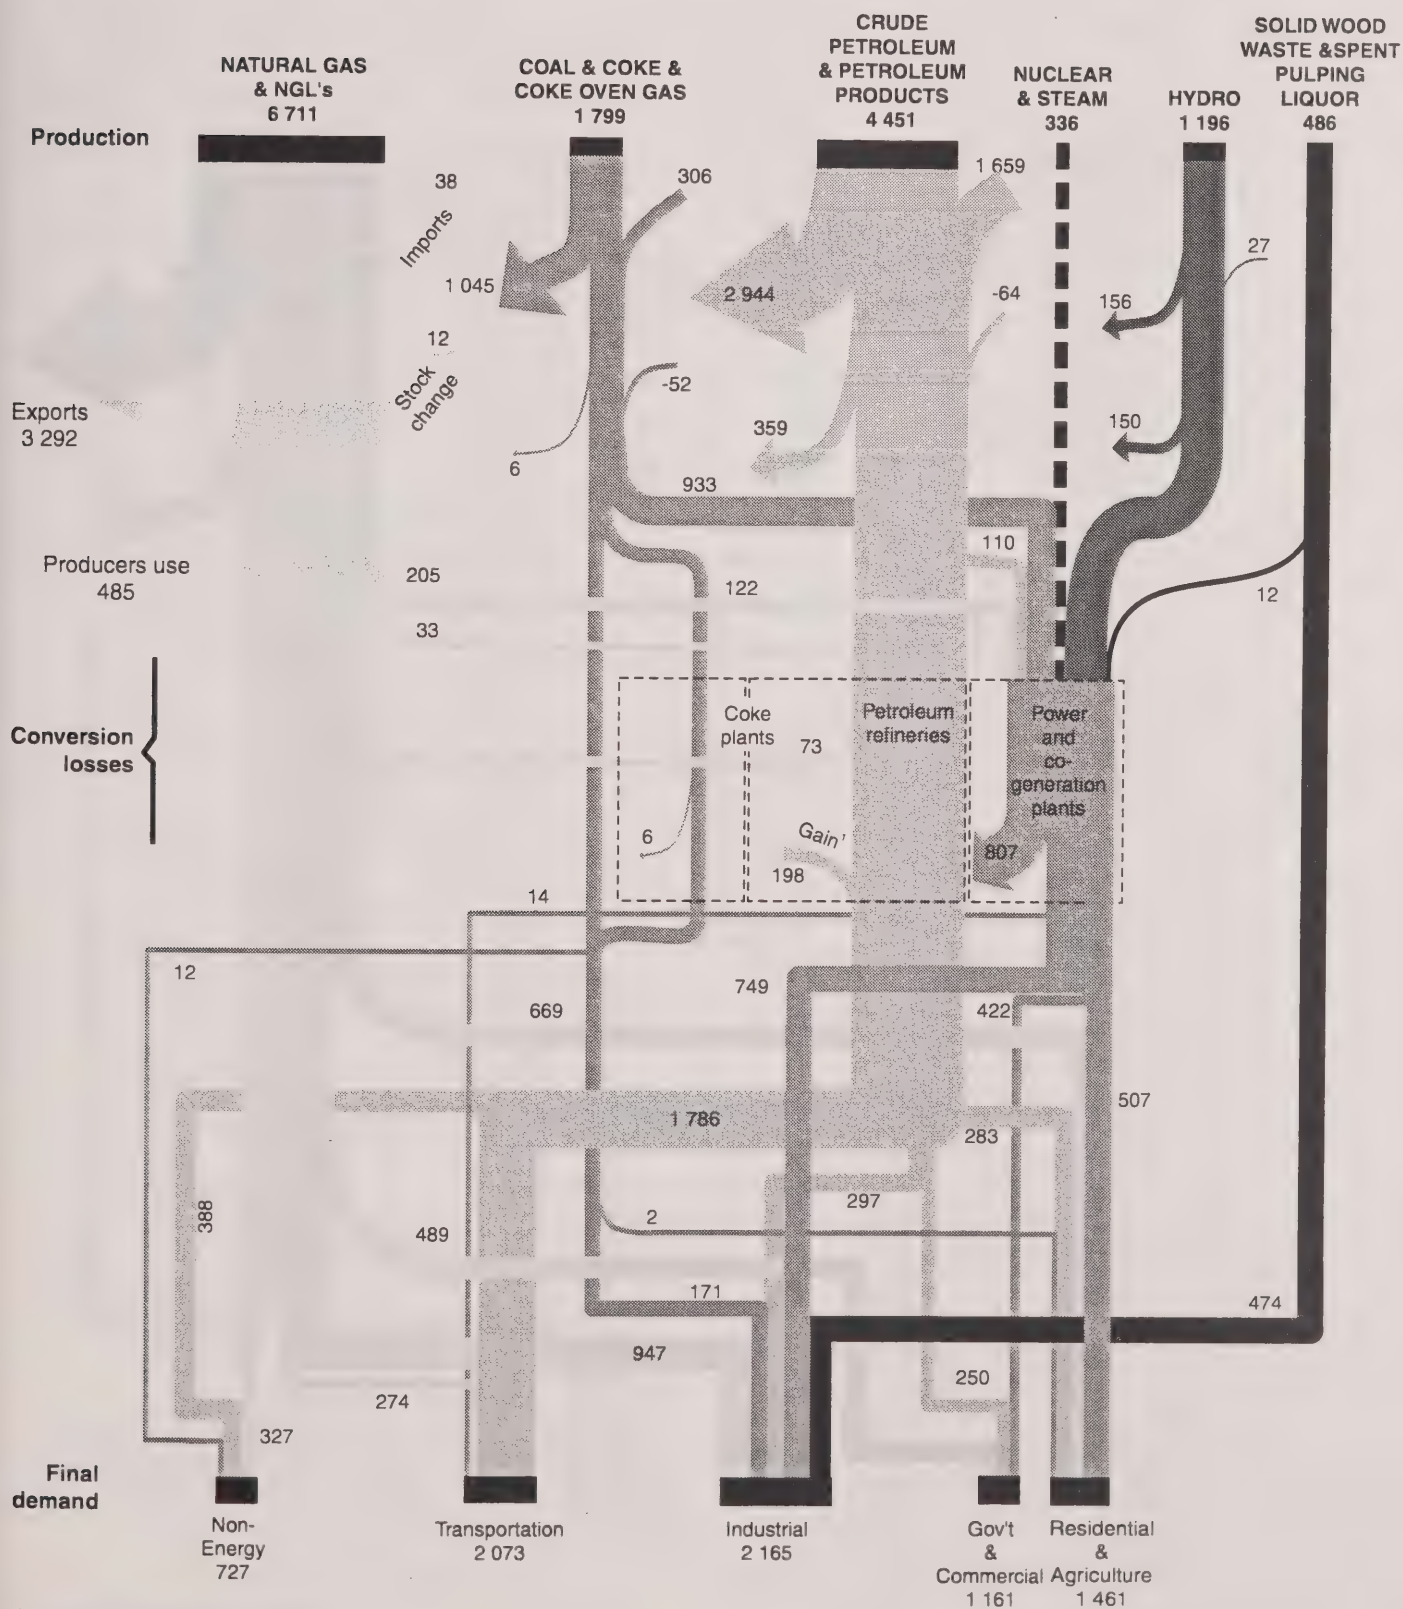 NATURAL GAS
& NGL's
6 711
COAL & COKE &
COKE OVEN GAS
1 799
CRUDE
PETROLEUM
& PETROLEUM
PRODUCTS
4 451
NUCLEAR
& STEAM
336
HYDRO
1 196
SOLID WOOD
WASTE &SPENT
PULPING
LIQUOR
486
Production
38
Imports
306
1 659
27
1 045
2 944
-64
156
12
Stock
change
-52
Exports
3 292
6
359
150
933
110
Producers use
485
205
122
12
33
Conversion
losses
Coke
plants
73
Petroleum
refineries
Power
and
co-
generation
plants
6
Gain¹
198
807
14
12
749
669
422
507
1 786
283
388
489
297
2
171
474
947
250
274
327
Final
demand
Non-
Energy
727
Transportation
2 073
Industrial
2 165
Gov't
&
Commercial
1 161
Residential
&
Agriculture
1 461